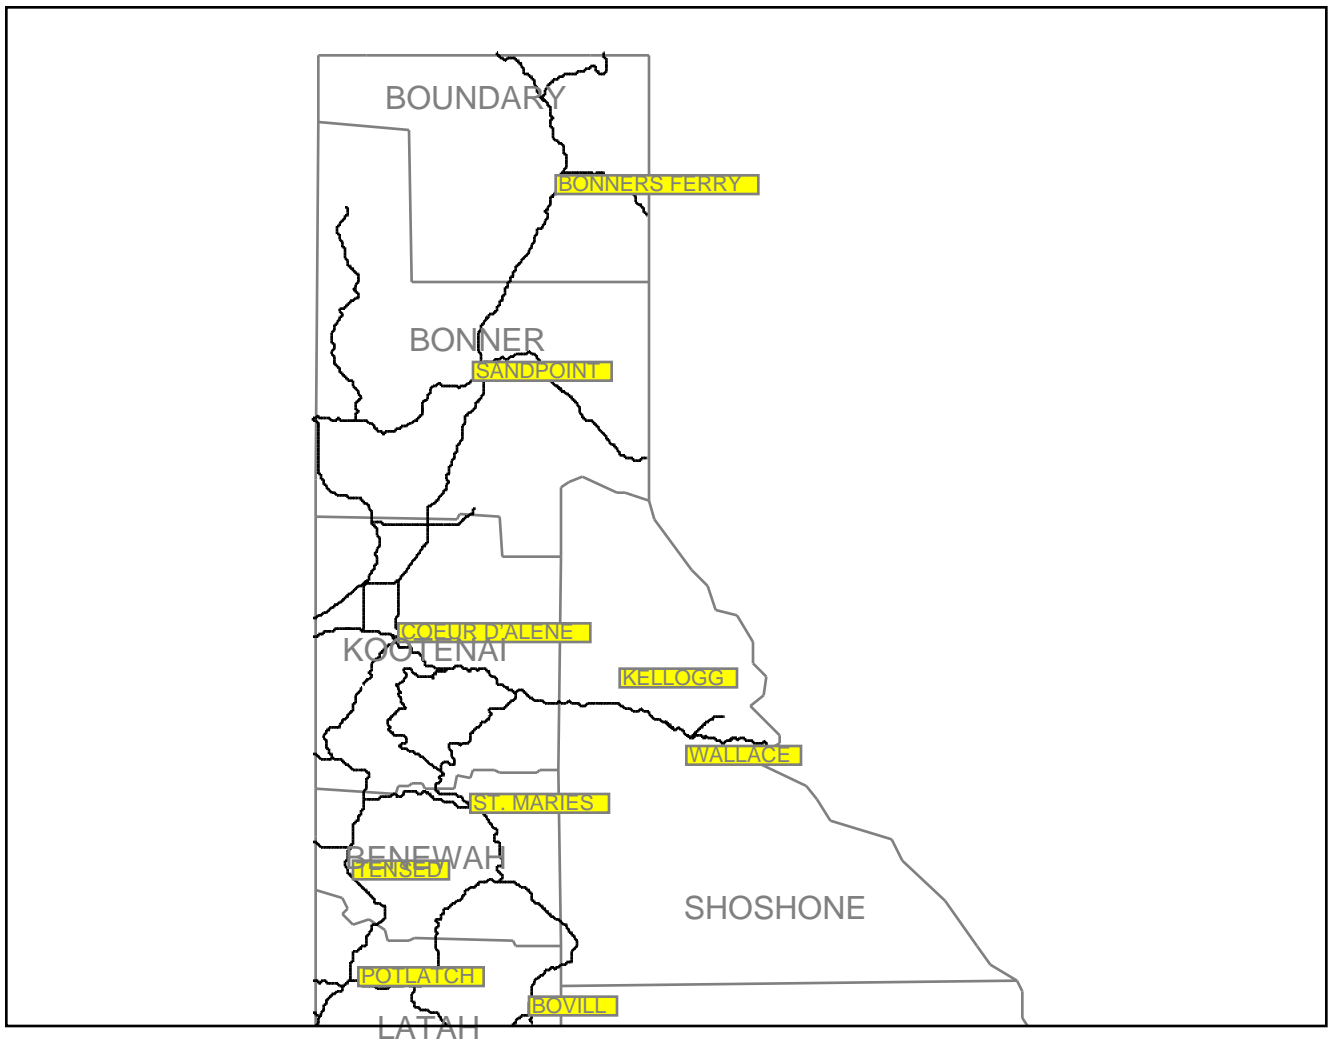 BOUNDARY
BONNERS FERRY
BONNER
SANDPOINT
COEUR D'ALENE
KOOTENAI
KELLOGG
WALLACE
ST. MARIES
BENEWAH
TENSED
SHOSHONE
POTLATCH
BOVILL
LATAH